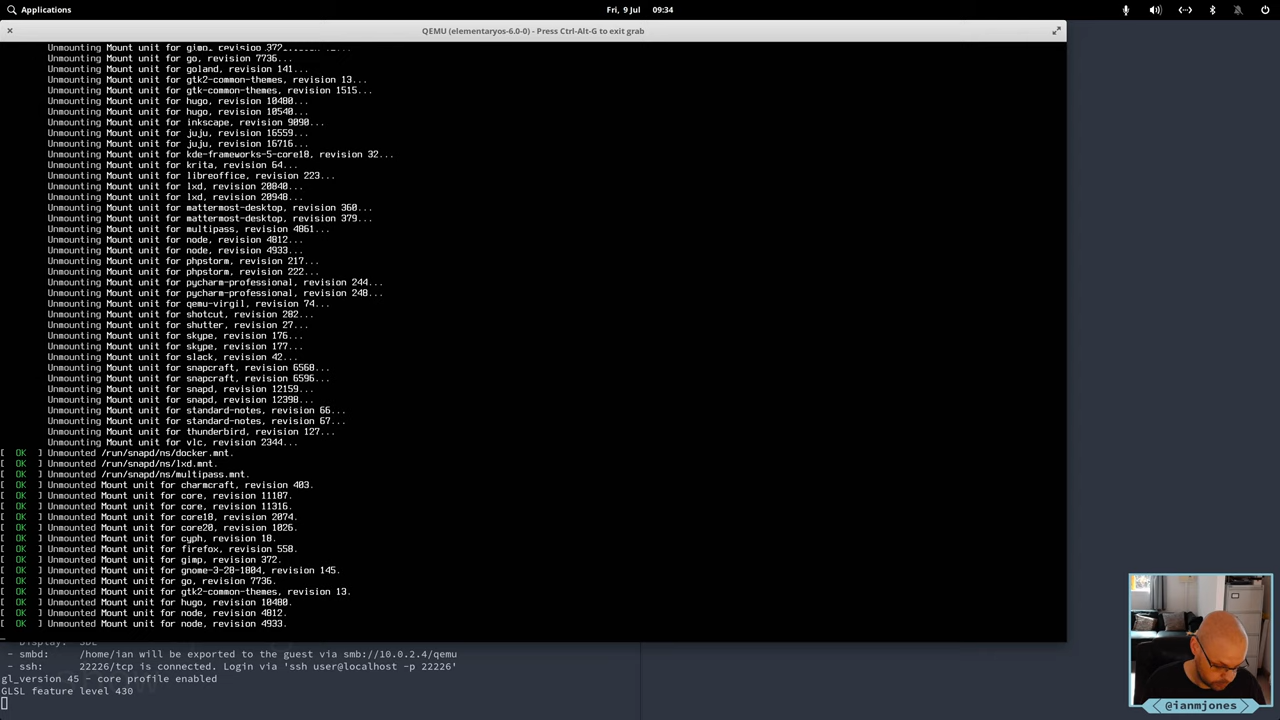 Applications
Fri, 9 Jul 09:34
QEMU (elementaryos-6.0-0) - Press Ctrl-Alt-G to exit grab
Unmounting Mount unit for gimp, revision 372...
Unmounting Mount unit for go, revision 7736...
Unmounting Mount unit for goland, revision 141...
Unmounting Mount unit for gtk2-common-themes, revision 13...
Unmounting Mount unit for gtk-common-themes, revision 1515...
Unmounting Mount unit for hugo, revision 10480...
Unmounting Mount unit for hugo, revision 10540...
Unmounting Mount unit for inkscape, revision 9090...
Unmounting Mount unit for juju, revision 16559...
Unmounting Mount unit for juju, revision 16716...
Unmounting Mount unit for kde-frameworks-5-core18, revision 32...
Unmounting Mount unit for krita, revision 64...
Unmounting Mount unit for libreoffice, revision 223...
Unmounting Mount unit for lxd, revision 20840...
Unmounting Mount unit for lxd, revision 20940...
Unmounting Mount unit for mattermost-desktop, revision 360...
Unmounting Mount unit for mattermost-desktop, revision 379...
Unmounting Mount unit for multipass, revision 4861...
Unmounting Mount unit for node, revision 4812...
Unmounting Mount unit for node, revision 4933...
Unmounting Mount unit for phpstorm, revision 217...
Unmounting Mount unit for phpstorm, revision 222...
Unmounting Mount unit for pycharm-professional, revision 244...
Unmounting Mount unit for pycharm-professional, revision 248...
Unmounting Mount unit for qemu-virgil, revision 74...
Unmounting Mount unit for shotcut, revision 282...
Unmounting Mount unit for shutter, revision 27...
Unmounting Mount unit for skype, revision 176...
Unmounting Mount unit for skype, revision 177...
Unmounting Mount unit for slack, revision 42...
Unmounting Mount unit for snapcraft, revision 6568...
Unmounting Mount unit for snapcraft, revision 6596...
Unmounting Mount unit for snapd, revision 12159...
Unmounting Mount unit for snapd, revision 12398...
Unmounting Mount unit for standard-notes, revision 66...
Unmounting Mount unit for standard-notes, revision 67...
Unmounting Mount unit for thunderbird, revision 127...
Unmounting Mount unit for vlc, revision 2344...
[  OK  ] Unmounted /run/snapd/ns/docker.mnt.
[  OK  ] Unmounted /run/snapd/ns/lxd.mnt.
[  OK  ] Unmounted /run/snapd/ns/multipass.mnt.
[  OK  ] Unmounted Mount unit for charmcraft, revision 403.
[  OK  ] Unmounted Mount unit for core, revision 11187.
[  OK  ] Unmounted Mount unit for core, revision 11316.
[  OK  ] Unmounted Mount unit for core18, revision 2074.
[  OK  ] Unmounted Mount unit for core20, revision 1026.
[  OK  ] Unmounted Mount unit for cyph, revision 18.
[  OK  ] Unmounted Mount unit for firefox, revision 558.
[  OK  ] Unmounted Mount unit for gimp, revision 372.
[  OK  ] Unmounted Mount unit for gnome-3-28-1804, revision 145.
[  OK  ] Unmounted Mount unit for go, revision 7736.
[  OK  ] Unmounted Mount unit for gtk2-common-themes, revision 13.
[  OK  ] Unmounted Mount unit for hugo, revision 10480.
[  OK  ] Unmounted Mount unit for node, revision 4812.
[  OK  ] Unmounted Mount unit for node, revision 4933.
- Display: SDL
- smbd: /home/ian will be exported to the guest via smb://10.0.2.4/qemu
- ssh: 22226/tcp is connected. Login via 'ssh user@localhost -p 22226'
gl_version 45 - core profile enabled
GLSL feature level 430
@ianmjones